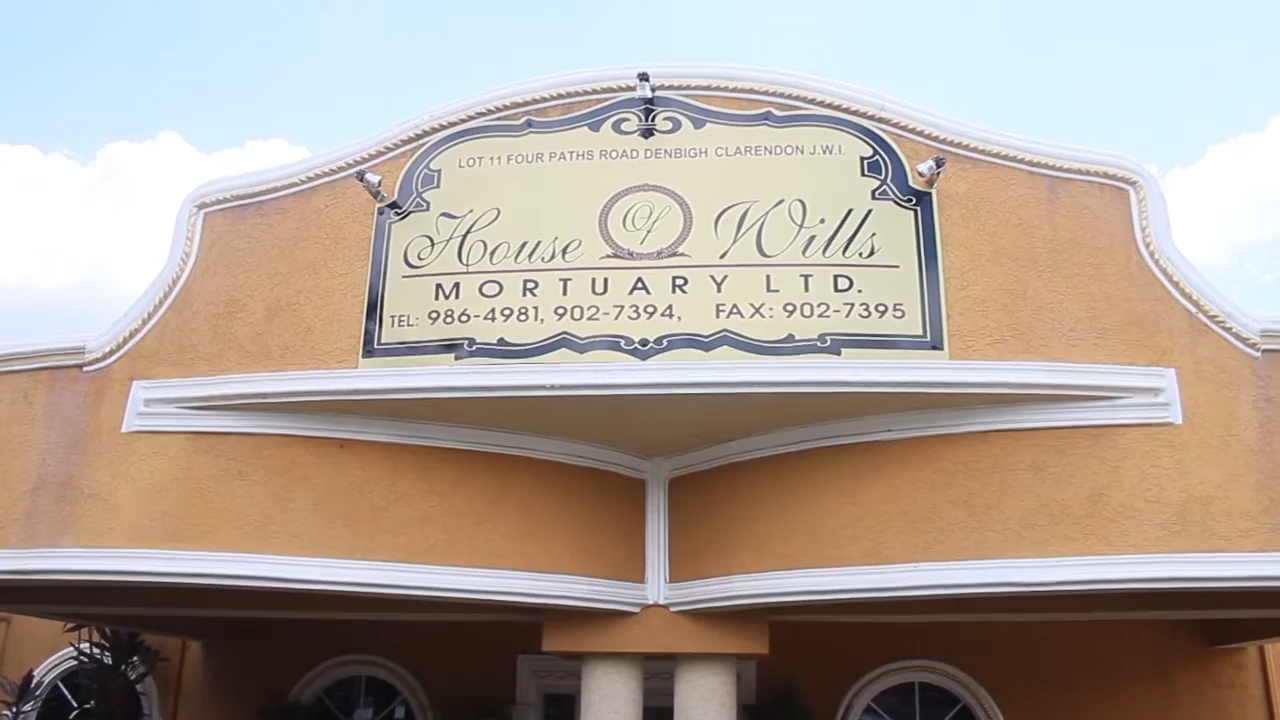 LOT 11 FOUR PATHS ROAD DENBIGH CLARENDON J.W.I.
House Of Wills
MORTUARY LTD.
TEL: 986-4981, 902-7394, FAX: 902-7395